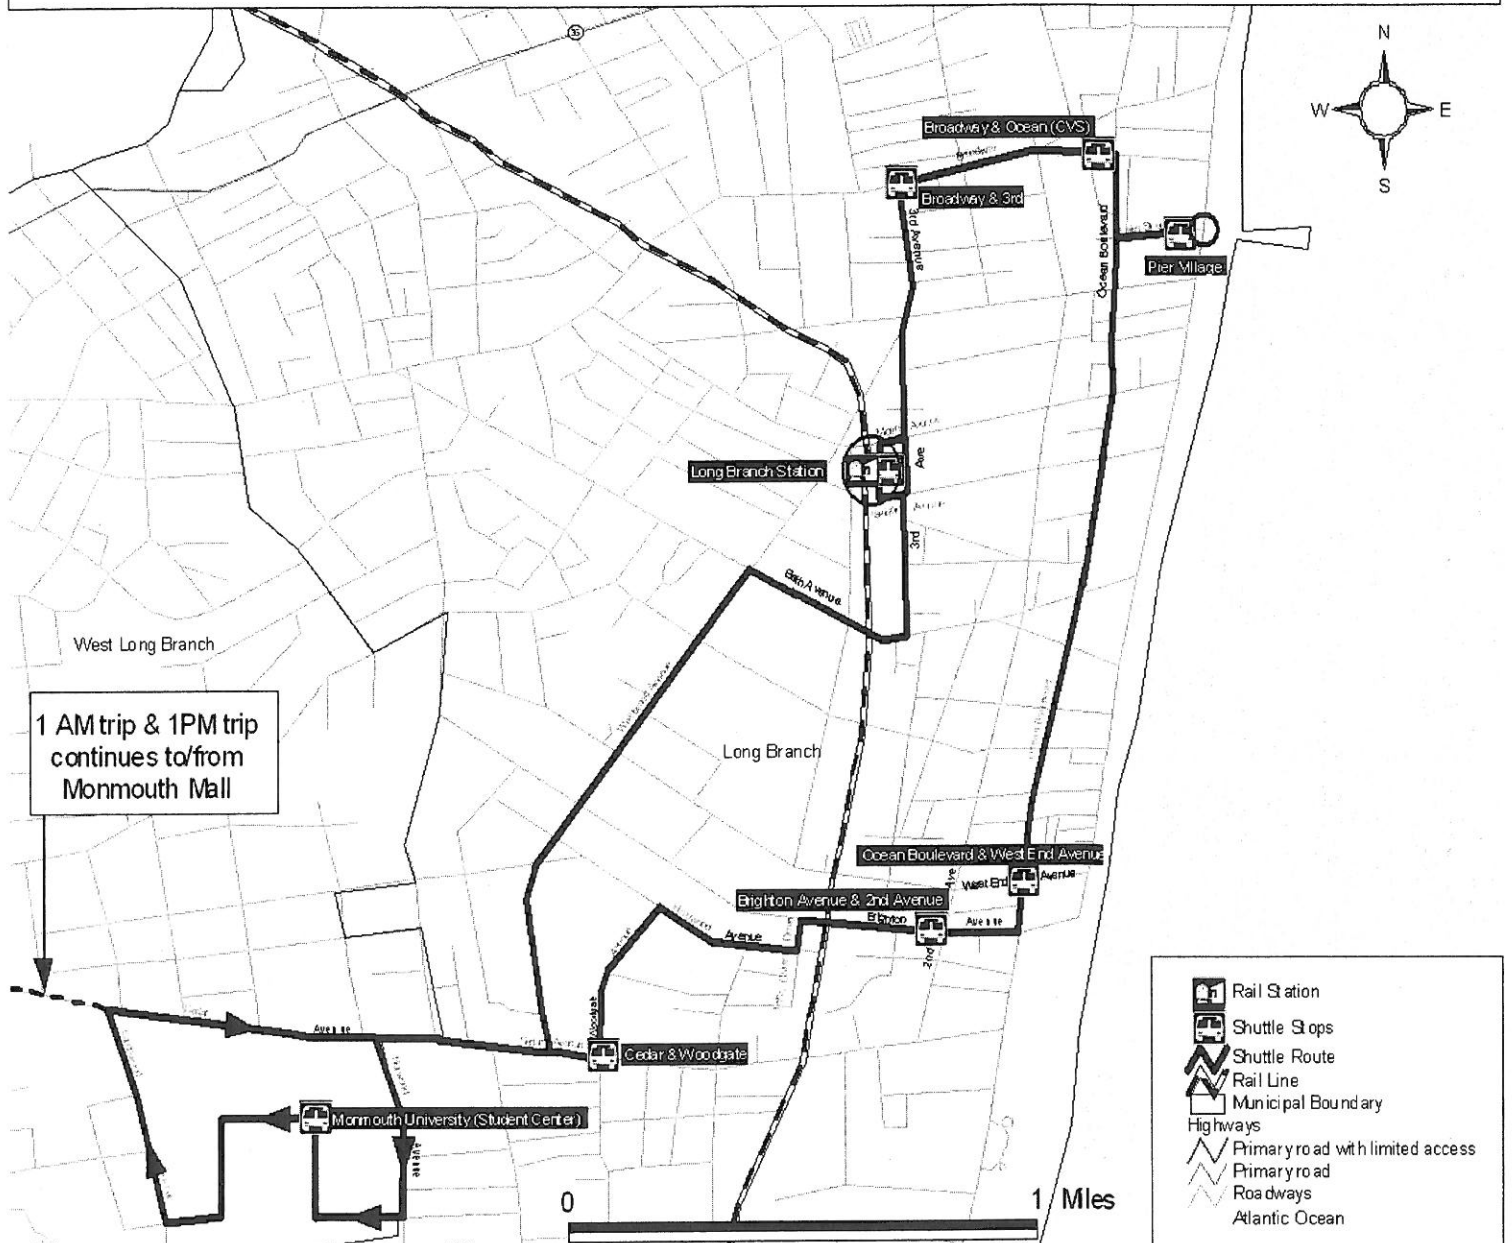 36
N
W E
S
Broadway & Ocean (CVS)
Broadway & 3rd
3rd Avenue
Ocean Boulevard
Pier Village
Avenue
Long Branch Station
Ave
Avenue
3rd
Bath Avenue
West Long Branch
Long Branch
1 AM trip & 1PM trip
continues to/from
Monmouth Mall
Ocean Boulevard & West End Avenue
West End Avenue
Ave
Brighton Avenue & 2nd Avenue
Brighton Avenue
2nd
Avenue
Avenue
Woodgate
Cedar & Woodgate
Avenue
Monmouth University (Student Center)
Avenue
0 1 Miles
Rail Station
Shuttle Stops
Shuttle Route
Rail Line
Municipal Boundary
Highways
Primary road with limited access
Primary road
Roadways
Atlantic Ocean